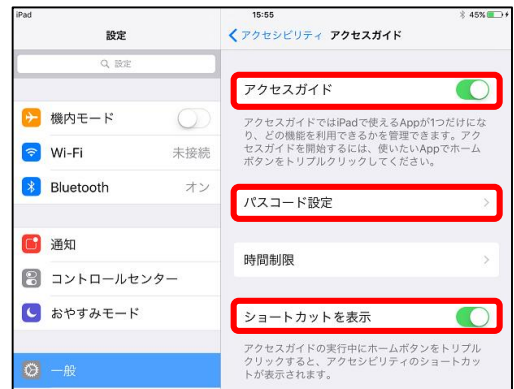 iPad
15:55
45%
設定
アクセシビリティ
アクセスガイド
設定
機内モード
Wi-Fi
未接続
Bluetooth
オン
通知
コントロールセンター
おやすみモード
一般
アクセスガイド
アクセスガイドではiPadで使えるAppが1つだけにな
り、どの機能を利用できるかを管理できます。アク
セスガイドを開始するには、使いたいAppでホーム
ボタンをトリプルクリックしてください。
パスコード設定
時間制限
ショートカットを表示
アクセスガイドの実行中にホームボタンをトリプル
クリックすると、アクセシビリティのショートカッ
トが表示されます。